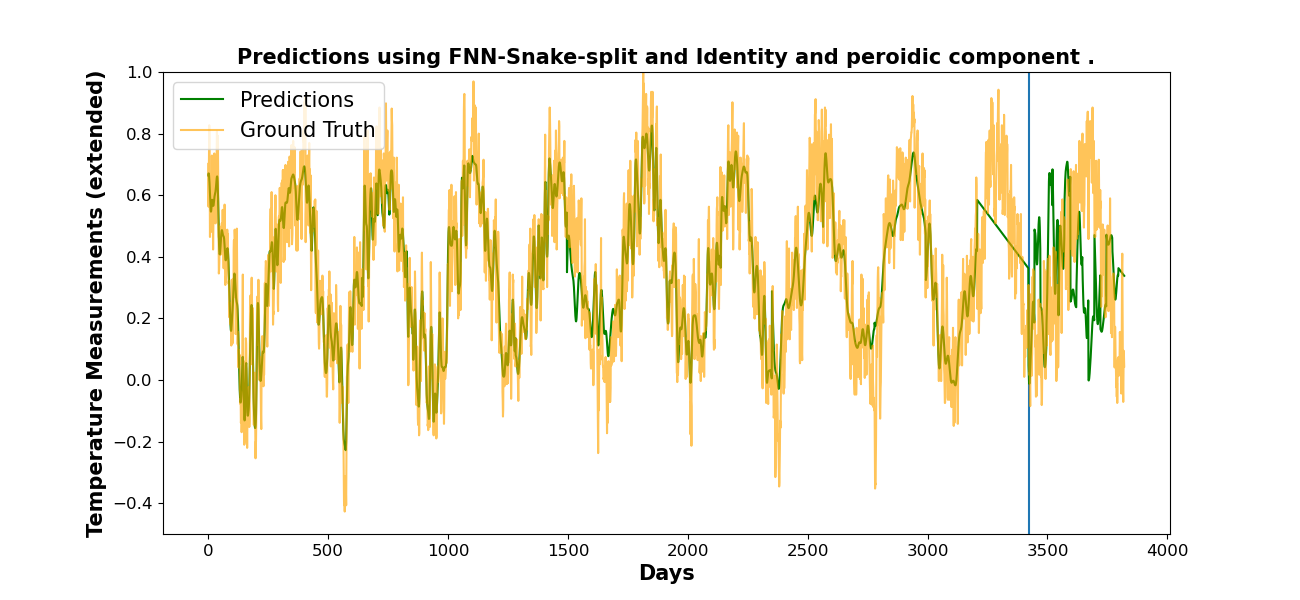 Predictions using FNN-Snake-split and Identity and peroidic component .
Temperature Measurements (extended)
1.0
0.8
0.6
0.4
0.2
0.0
−0.2
−0.4
Predictions
Ground Truth
0 500 1000 1500 2000 2500 3000 3500 4000
Days